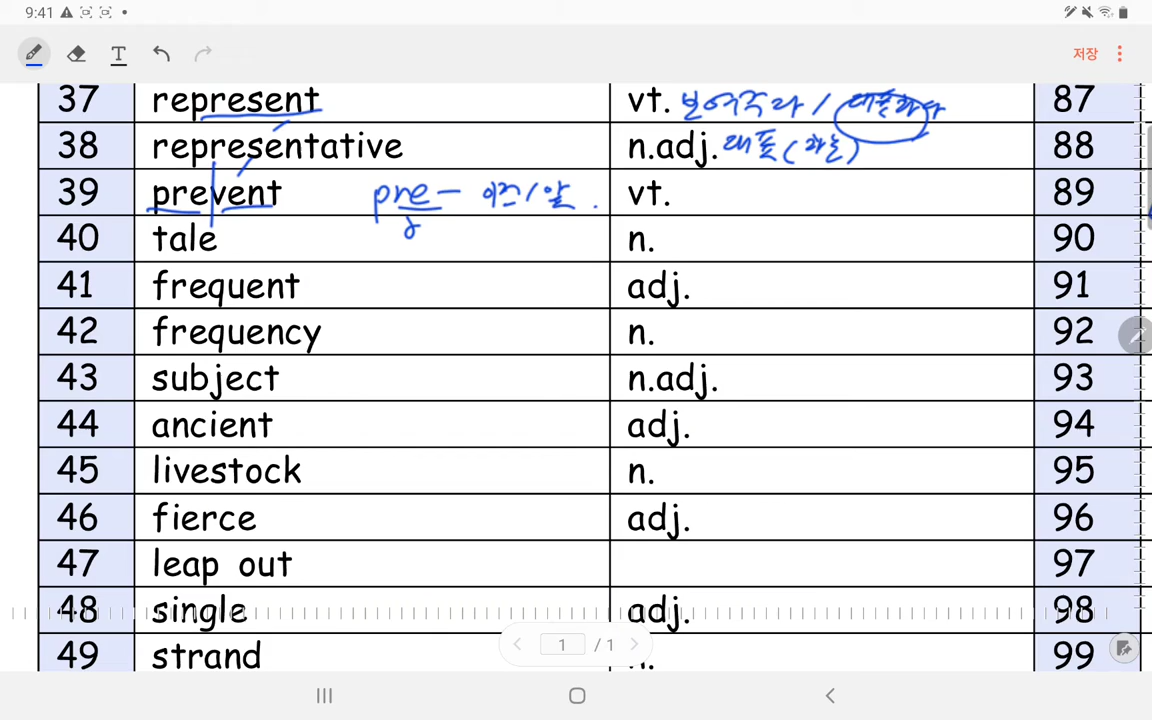 9:41
T 저장
37 represent vt. 보여주다 / 대표하다 87
38 representative n.adj. 대표(하는) 88
39 prevent pre- 이전/앞. vt. 89
40 tale n. 90
41 frequent adj. 91
42 frequency n. 92
43 subject n.adj. 93
44 ancient adj. 94
45 livestock n. 95
46 fierce adj. 96
47 leap out 97
48 single adj. 98
49 strand n. 99
1 / 1